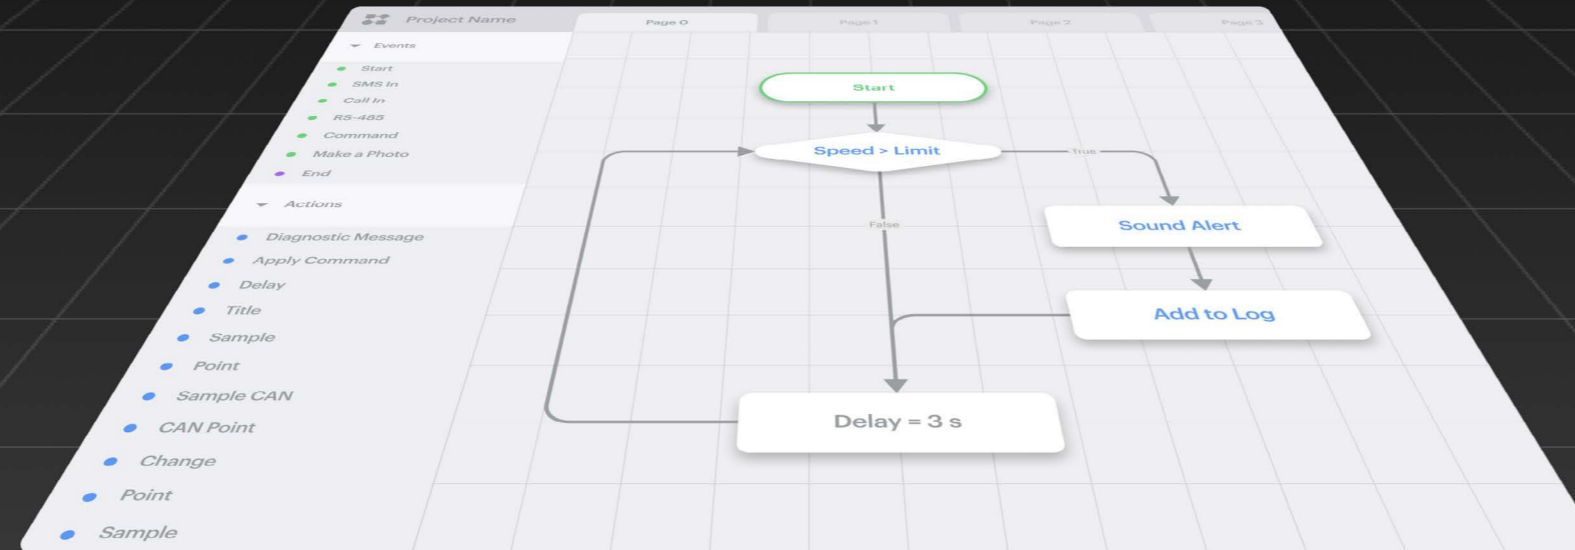 Project Name
Page 0
Page 1
Page 2
Page 3
Events
Start
SMS In
Call In
RS-485
Command
Make a Photo
End
Actions
Diagnostic Message
Apply Command
Delay
Title
Sample
Point
Sample CAN
CAN Point
Change
Point
Sample
Start
Speed > Limit
True
False
Sound Alert
Add to Log
Delay = 3 s